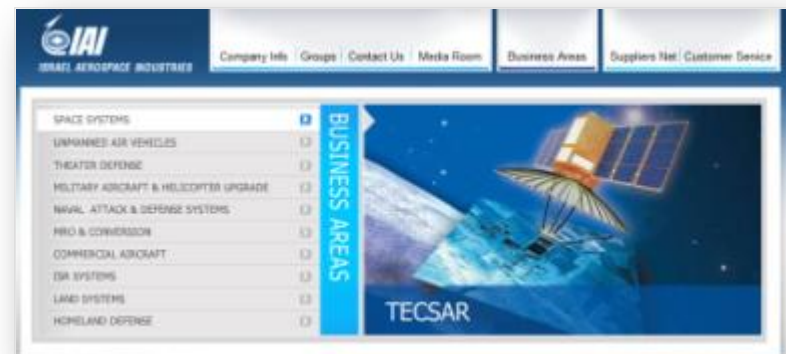 IAI
ISRAEL AEROSPACE INDUSTRIES
Company Info Groups Contact Us Media Room Business Areas Suppliers Net Customer Service
SPACE SYSTEMS
UNMANNED AIR VEHICLES
THEATER DEFENSE
MILITARY AIRCRAFT & HELICOPTER UPGRADE
NAVAL ATTACK & DEFENSE SYSTEMS
MRO & CONVERSION
COMMERCIAL AIRCRAFT
ISR SYSTEMS
LAND SYSTEMS
HOMELAND DEFENSE
BUSINESS AREAS
TECSAR